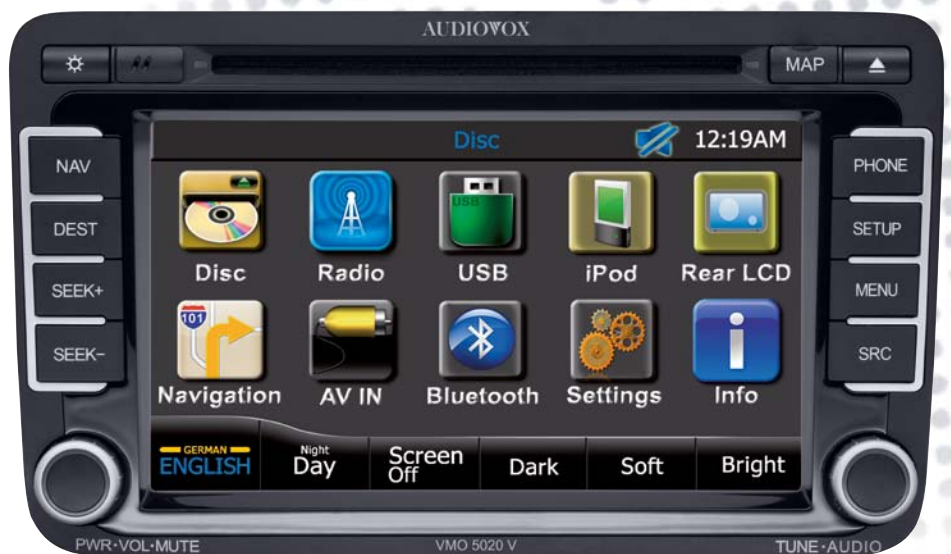 AUDIOVOX
MAP
NAV
DEST
SEEK+
SEEK-
PHONE
SETUP
MENU
SRC
Disc
12:19AM
USB
Disc
Radio
USB
iPod
Rear LCD
101
Navigation
AV IN
Bluetooth
Settings
Info
GERMAN
ENGLISH
Night
Day
Screen
Off
Dark
Soft
Bright
PWR•VOL•MUTE
VMO 5020 V
TUNE•AUDIO